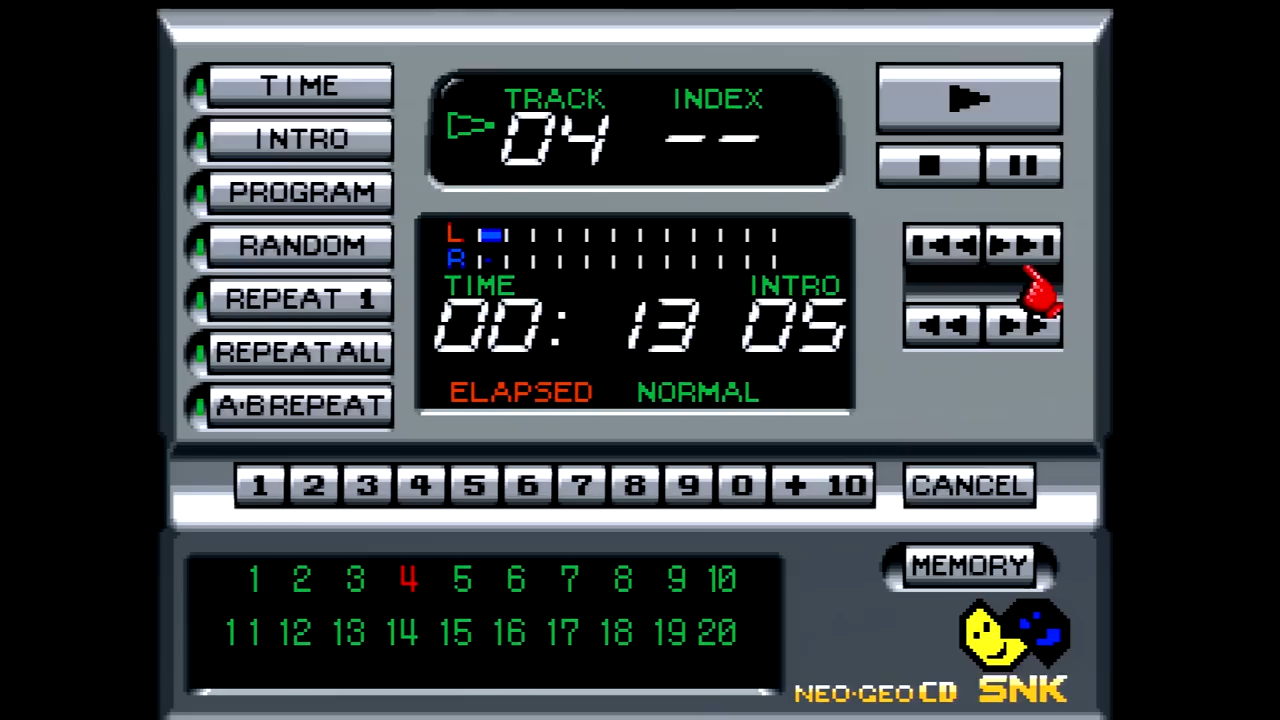 TIME
INTRO
PROGRAM
RANDOM
REPEAT 1
REPEAT ALL
A·B REPEAT
TRACK INDEX
04 --
L
R
TIME INTRO
00: 13 05
ELAPSED NORMAL
1 2 3 4 5 6 7 8 9 0 + 10 CANCEL
1 2 3 4 5 6 7 8 9 10
11 12 13 14 15 16 17 18 19 20
MEMORY
NEO·GEO CD SNK